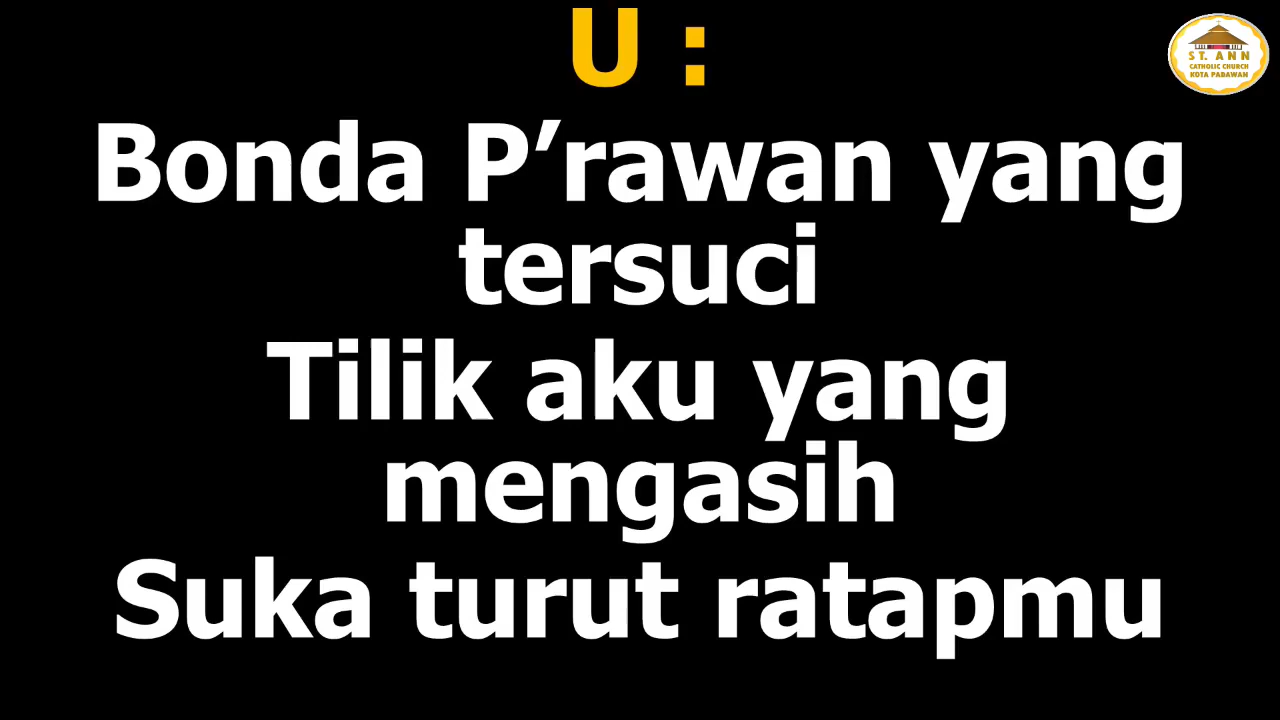 U :
Bonda P’rawan yang
tersuci
Tilik aku yang
mengasih
Suka turut ratapmu
ST. ANN
CATHOLIC CHURCH
KOTA PADAWAN